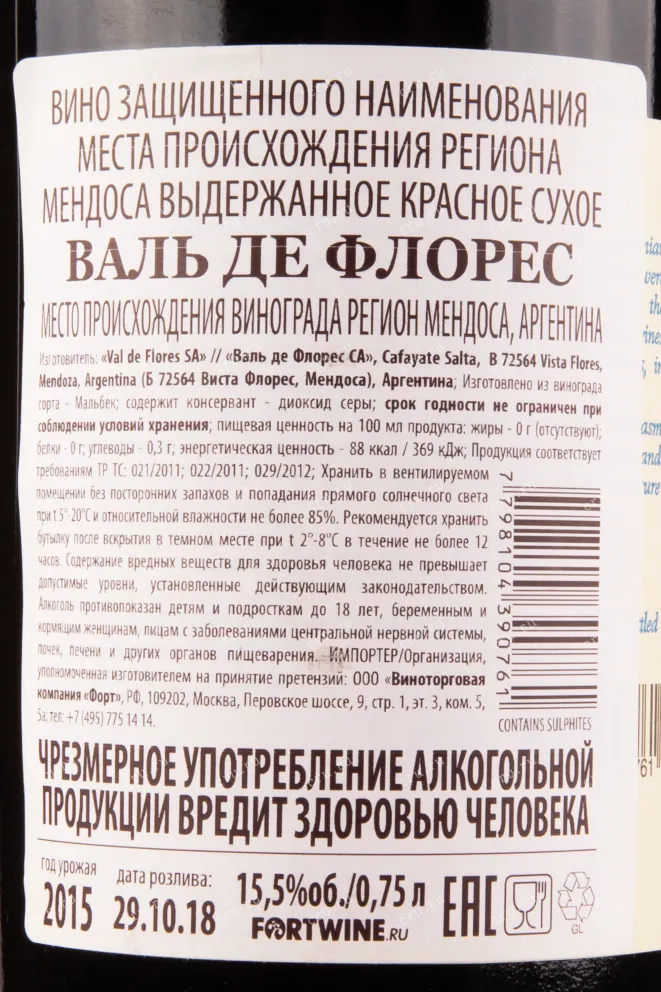 ВИНО ЗАЩИЩЕННОГО НАИМЕНОВАНИЯ
МЕСТА ПРОИСХОЖДЕНИЯ РЕГИОНА
МЕНДОСА ВЫДЕРЖАННОЕ КРАСНОЕ СУХОЕ
ВАЛЬ ДЕ ФЛОРЕС
МЕСТО ПРОИСХОЖДЕНИЯ ВИНОГРАДА РЕГИОН МЕНДОСА, АРГЕНТИНА
Изготовитель: «Val de Flores SA» // «Валь де Флорес СА», Cafayate Salta, B 72564 Vista Flores,
Mendoza, Argentina (Б 72564 Виста Флорес, Мендоса), Аргентина; Изготовлено из винограда
сорта - Мальбек; содержит консервант - диоксид серы; срок годности не ограничен при
соблюдении условий хранения; пищевая ценность на 100 мл продукта: жиры - 0 г (отсутствуют);
белки - 0 г; углеводы - 0,3 г; энергетическая ценность - 88 ккал / 369 кДж; Продукция соответствует
требованиям ТР ТС: 021/2011; 022/2011; 029/2012; Хранить в вентилируемом
помещении без посторонних запахов и попадания прямого солнечного света
при t 5°-20°C и относительной влажности не более 85%. Рекомендуется хранить
бутылку после вскрытия в темном месте при t 2°-8°C в течение не более 12
часов. Содержание вредных веществ для здоровья человека не превышает
допустимые уровни, установленные действующим законодательством.
Алкоголь противопоказан детям и подросткам до 18 лет, беременным и
кормящим женщинам, лицам с заболеваниями центральной нервной системы,
почек, печени и других органов пищеварения. ИМПОРТЕР/Организация,
уполномоченная изготовителем на принятие претензий: ООО «Виноторговая
компания «Форт», РФ, 109202, Москва, Перовское шоссе, 9, стр. 1, эт. 3, ком. 5,
5а; тел: +7 (495) 775 14 14.
7 798104 390761
CONTAINS SULPHITES
ЧРЕЗМЕРНОЕ УПОТРЕБЛЕНИЕ АЛКОГОЛЬНОЙ
ПРОДУКЦИИ ВРЕДИТ ЗДОРОВЬЮ ЧЕЛОВЕКА
год урожая
2015
дата розлива:
29.10.18
15,5%об./0,75 л
FORTWINE.RU
EAC
GL